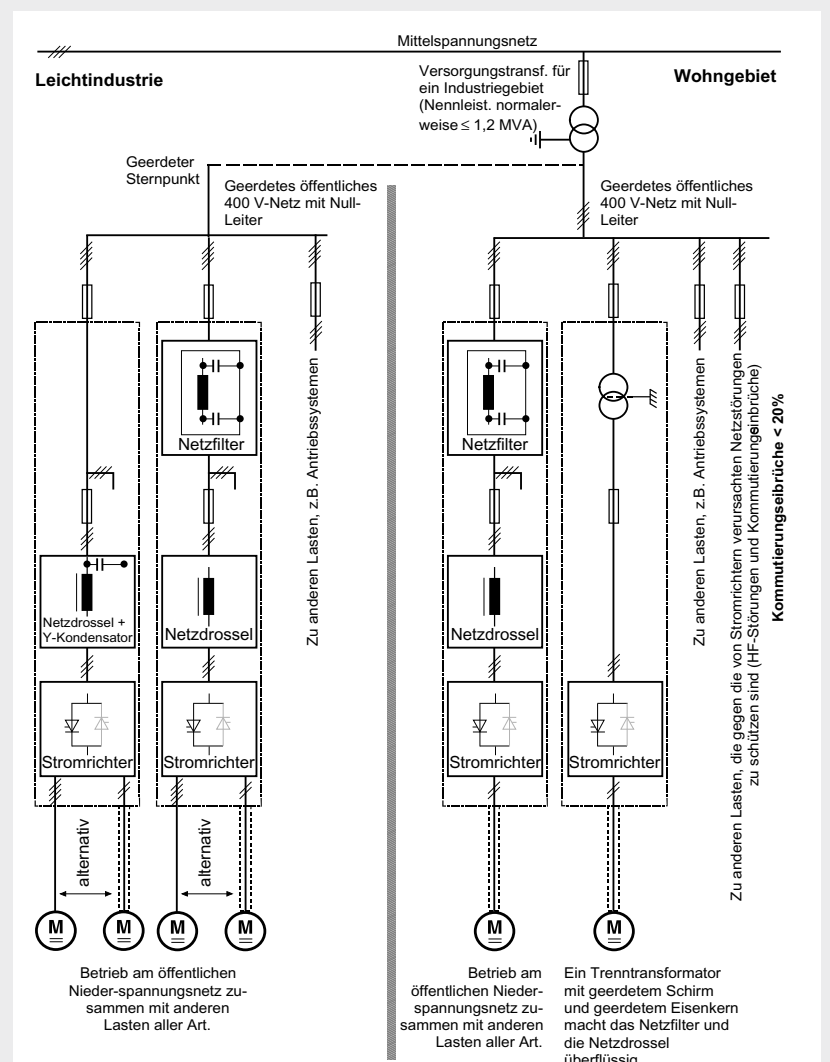 Mittelspannungsnetz
Leichtindustrie
Versorgungstransf. für
ein Industriegebiet
(Nennleist. normaler-
weise ≤ 1,2 MVA)
Wohngebiet
Geerdeter
Sternpunkt
Geerdetes öffentliches
400 V-Netz mit Null-
Leiter
Geerdetes öffentliches
400 V-Netz mit Null-
Leiter
Netzfilter
Netzdrossel +
Y-Kondensator
Netzdrossel
Stromrichter
Stromrichter
Zu anderen Lasten, z.B. Antriebssystemen
alternativ
alternativ
M
M
M
M
Betrieb am öffentlichen
Nieder-spannungsnetz zu-
sammen mit anderen
Lasten aller Art.
Netzfilter
Netzdrossel
Stromrichter
Stromrichter
Zu anderen Lasten, z.B. Antriebssystemen
Zu anderen Lasten, die gegen die von Stromrichtern verursachten Netzstörungen
zu schützen sind (HF-Störungen und Kommutierungseinbrüche)
Kommutierungseibrüche < 20%
M
M
Betrieb am
öffentlichen Nieder-
spannungsnetz zu-
sammen mit anderen
Lasten aller Art.
Ein Trenntransformator
mit geerdetem Schirm
und geerdetem Eisenkern
macht das Netzfilter und
die Netzdrossel
überflüssig